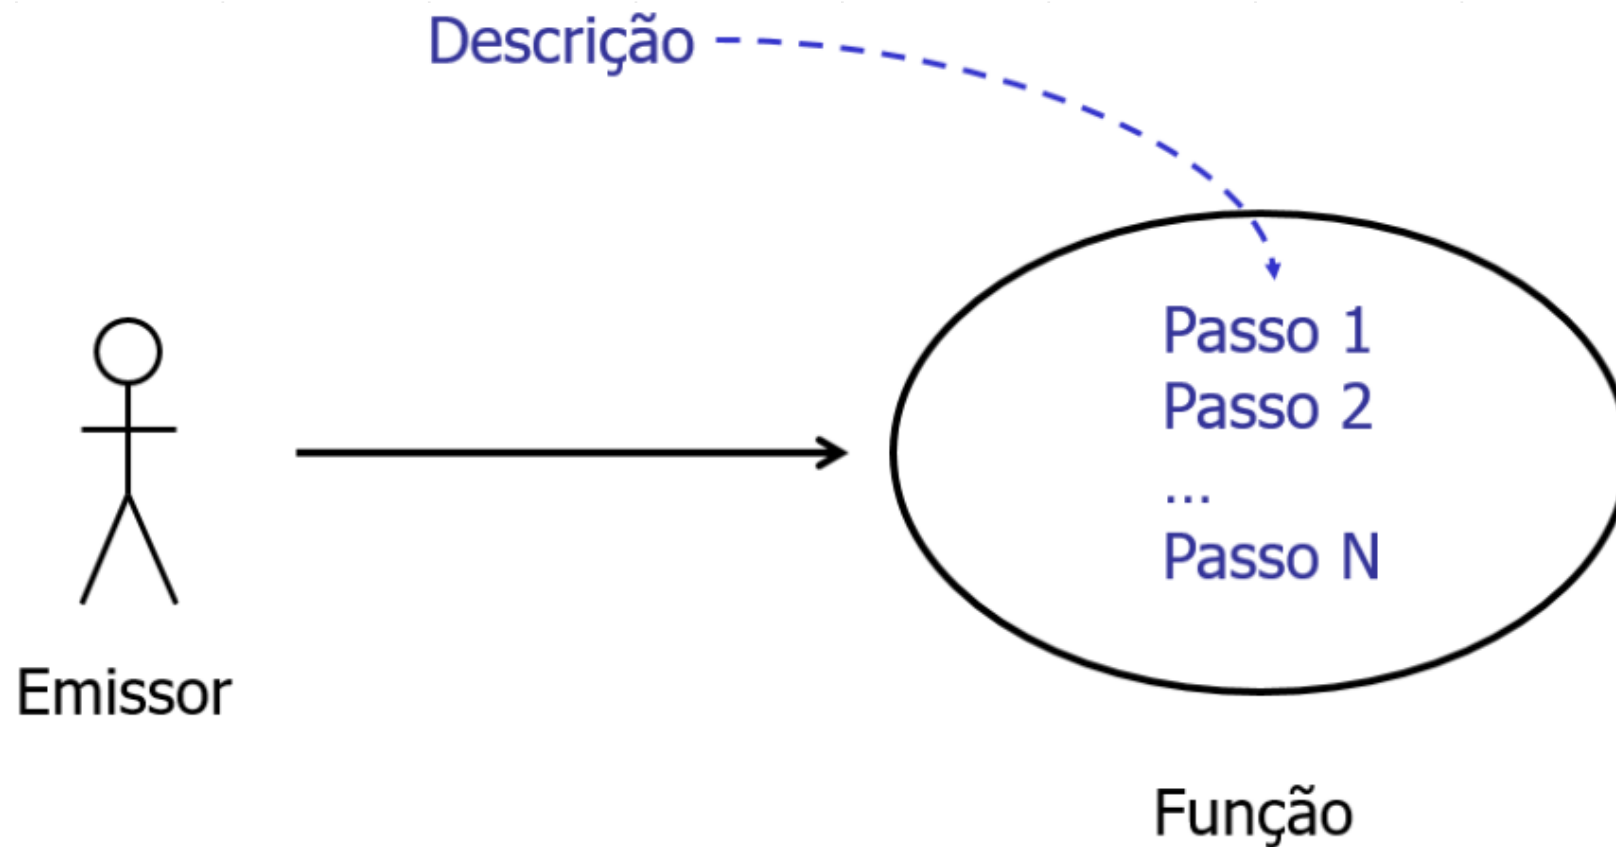 Descrição
Passo 1
Passo 2
...
Passo N
Emissor
Função